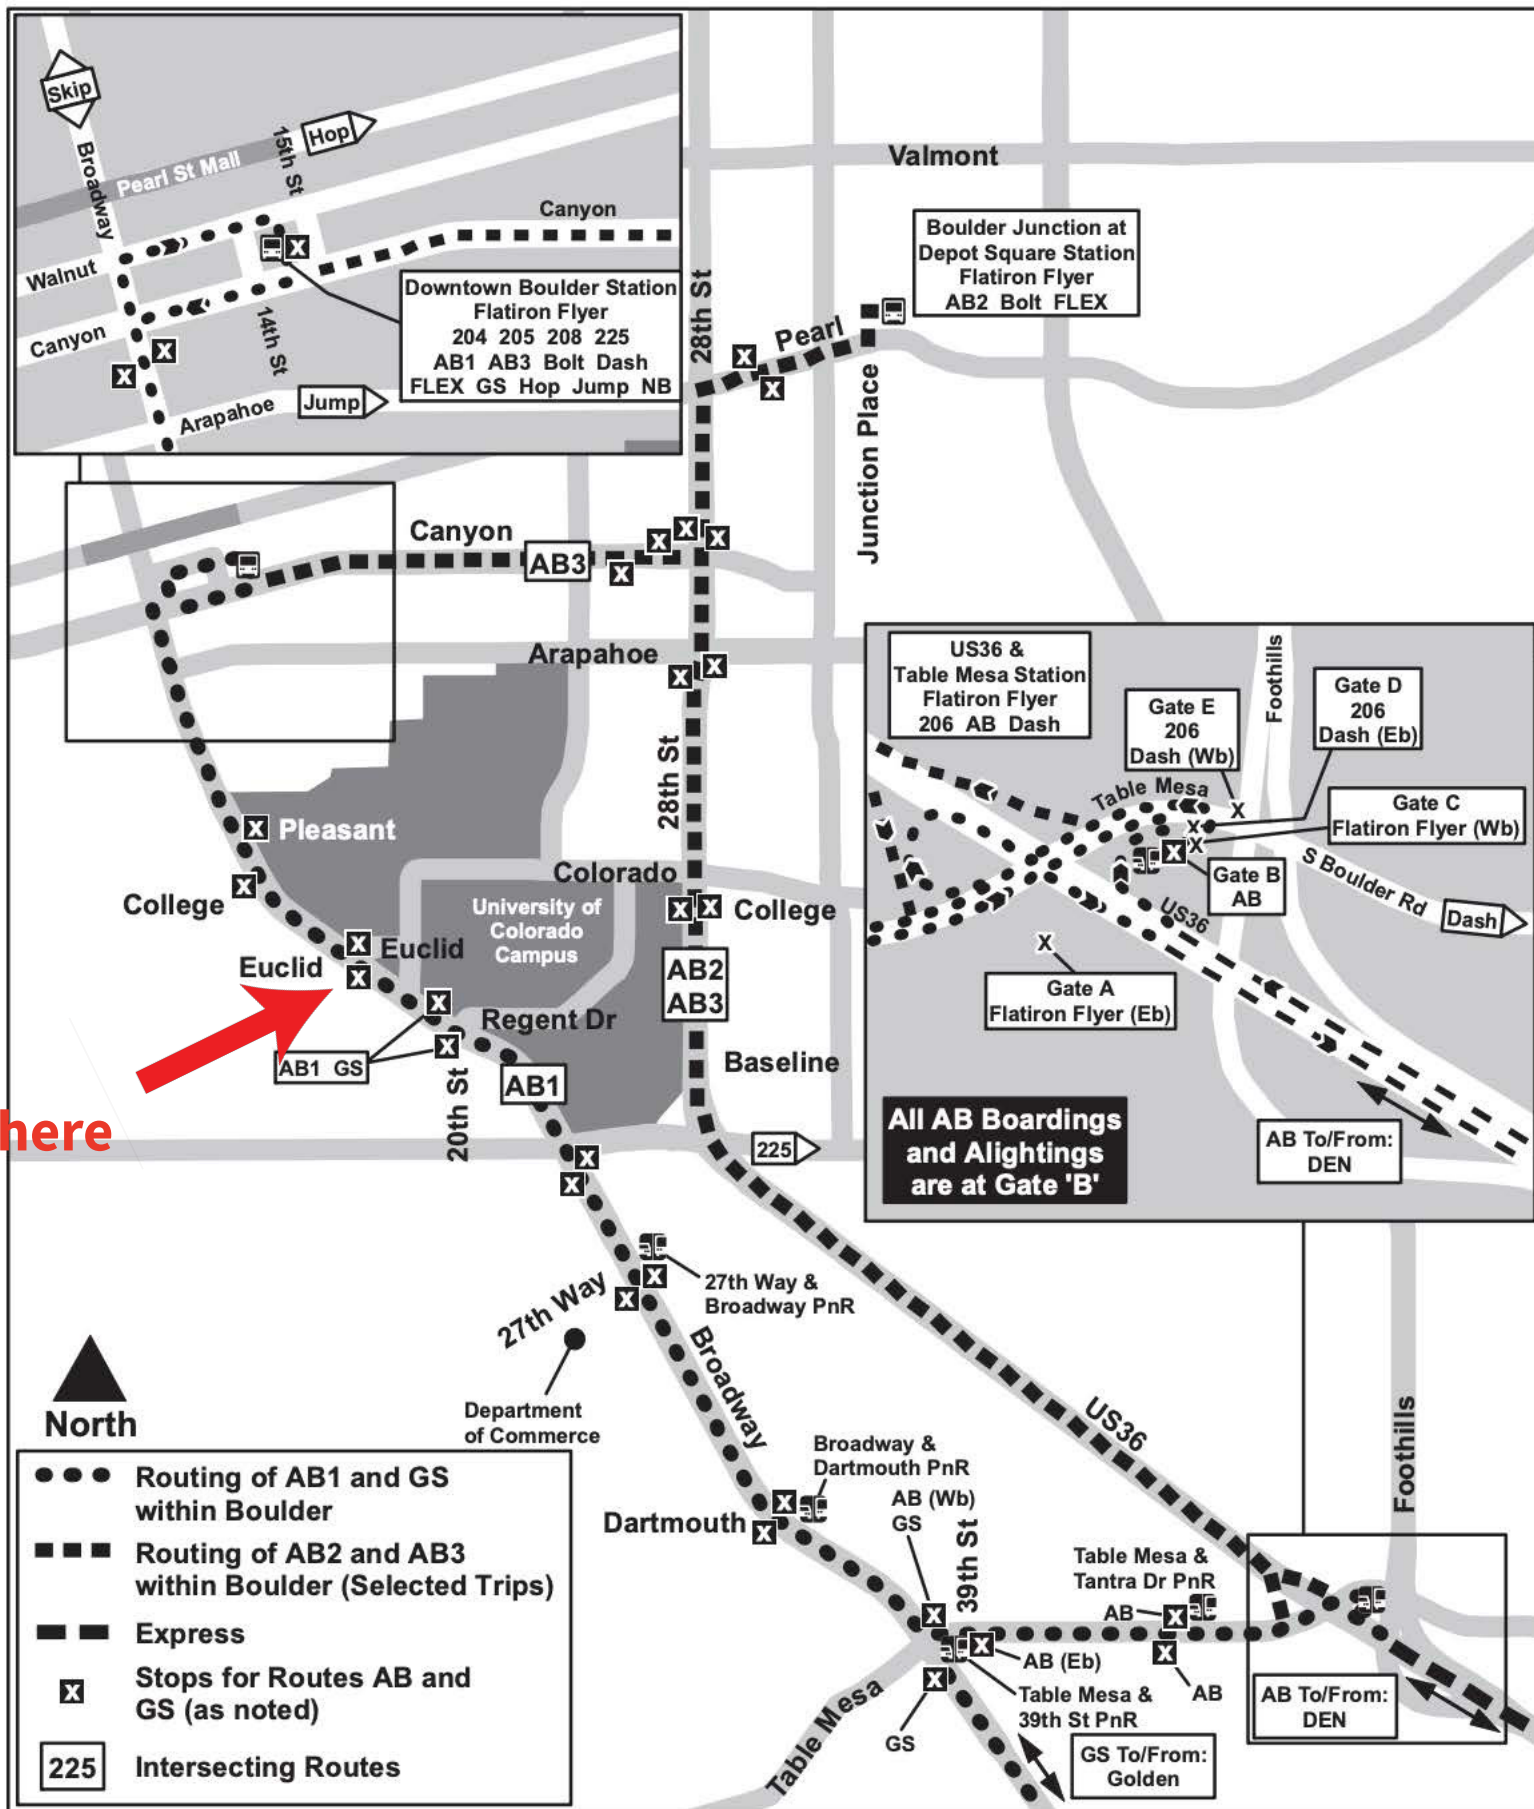 Skip
Broadway
Pearl St Mall
15th St
Hop
Canyon
Walnut
Canyon
14th St
Arapahoe
Jump
Downtown Boulder Station
Flatiron Flyer
204 205 208 225
AB1 AB3 Bolt Dash
FLEX GS Hop Jump NB
28th St
Valmont
Boulder Junction at
Depot Square Station
Flatiron Flyer
AB2 Bolt FLEX
Pearl
Junction Place
Canyon
AB3
Arapahoe
28th St
Pleasant
College
Colorado
College
University of
Colorado
Campus
Euclid
Euclid
AB2
AB3
Regent Dr
AB1 GS
AB1
20th St
Baseline
here
225
US36 &
Table Mesa Station
Flatiron Flyer
206 AB Dash
Foothills
Gate E
206
Dash (Wb)
Gate D
206
Dash (Eb)
Table Mesa
Gate C
Flatiron Flyer (Wb)
Gate B
AB
S Boulder Rd
Dash
US36
Gate A
Flatiron Flyer (Eb)
All AB Boardings
and Alightings
are at Gate 'B'
AB To/From:
DEN
27th Way &
Broadway PnR
27th Way
Broadway
Department
of Commerce
US36
Foothills
Broadway &
Dartmouth PnR
Dartmouth
AB (Wb)
GS
39th St
Table Mesa &
Tantra Dr PnR
AB
AB (Eb)
AB
Table Mesa &
39th St PnR
GS
Table Mesa
GS To/From:
Golden
AB To/From:
DEN
North
Routing of AB1 and GS
within Boulder
Routing of AB2 and AB3
within Boulder (Selected Trips)
Express
Stops for Routes AB and
GS (as noted)
225
Intersecting Routes